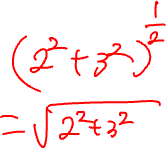 (2² + 3²)^{1/2}
= √(2² + 3²)